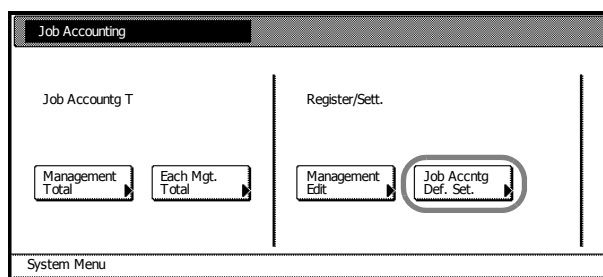 Job Accounting
Job Accountg T
Register/Sett.
Management
Total
Each Mgt.
Total
Management
Edit
Job Accntg
Def. Set.
System Menu